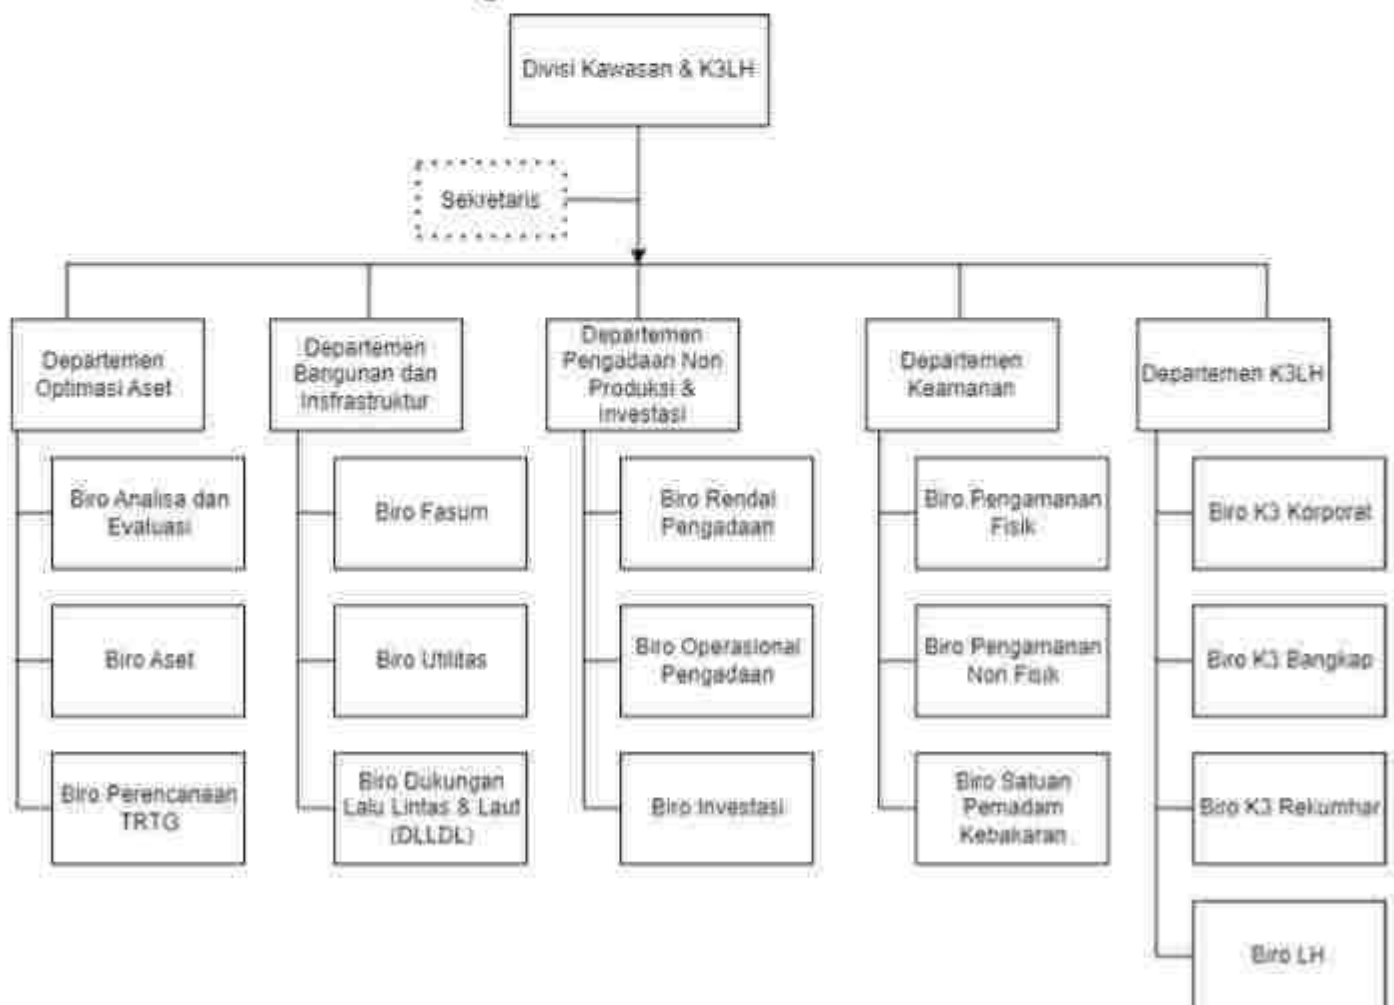 Divisi Kawasan & K3LH
Sekretaris
Departemen
Optimasi Aset
Departemen
Bangunan dan
Insfrastruktur
Departemen
Pengadaan Non
Produksi &
Investasi
Departemen
Keamanan
Departemen K3LH
Biro Analisa dan
Evaluasi
Biro Fasum
Biro Rendal
Pengadaan
Biro Pengamanan
Fisik
Biro K3 Korporat
Biro Aset
Biro Utilitas
Biro Operasional
Pengadaan
Biro Pengamanan
Non Fisik
Biro K3 Bangkap
Biro Perencanaan
TRTG
Biro Dukungan
Lalu Lintas & Laut
(DLLDL)
Biro Investasi
Biro Satuan
Pemadam
Kebakaran
Biro K3 Rekumhar
Biro LH